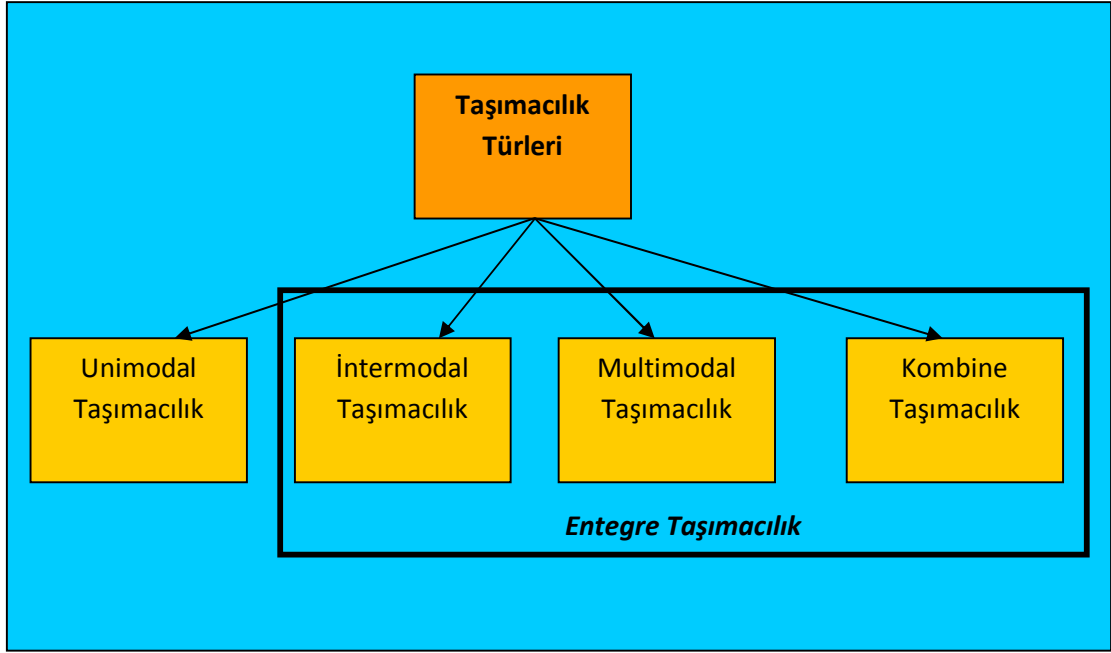 Taşımacılık
Türleri
Unimodal
Taşımacılık
İntermodal
Taşımacılık
Multimodal
Taşımacılık
Kombine
Taşımacılık
Entegre Taşımacılık